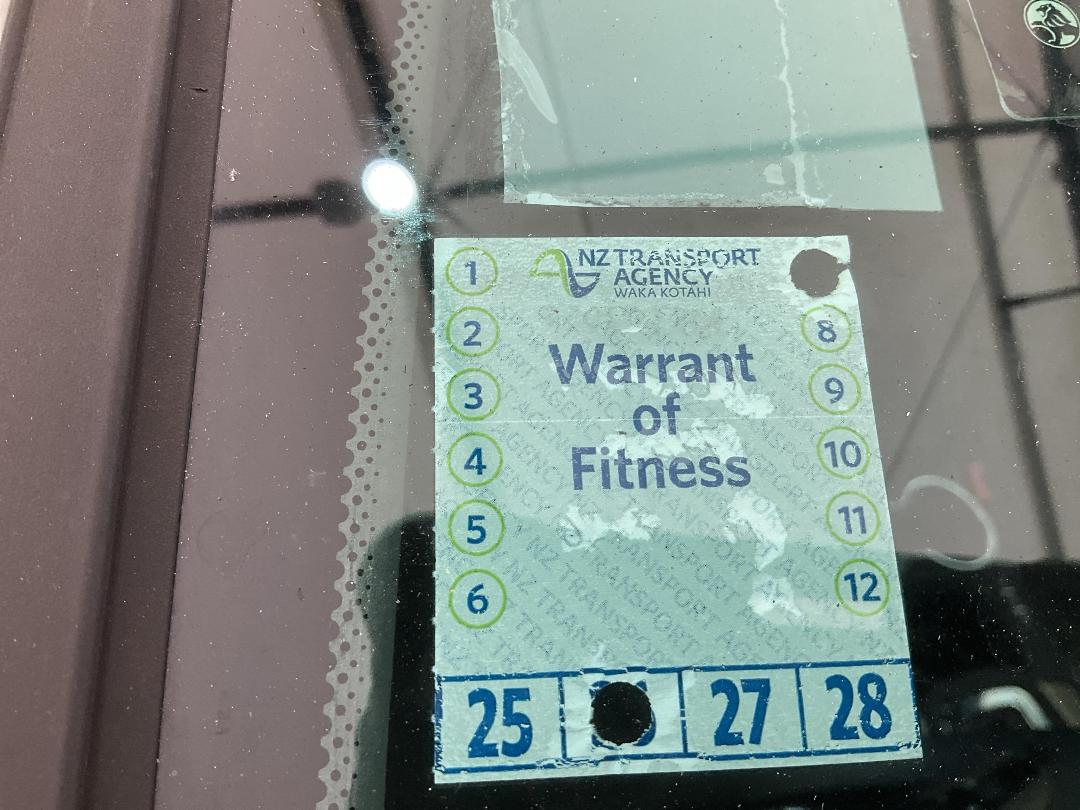 NZ TRANSPORT
AGENCY
WAKA KOTAHI
Warrant
of
Fitness
1
2
3
4
5
6
8
9
10
11
12
25
27
28